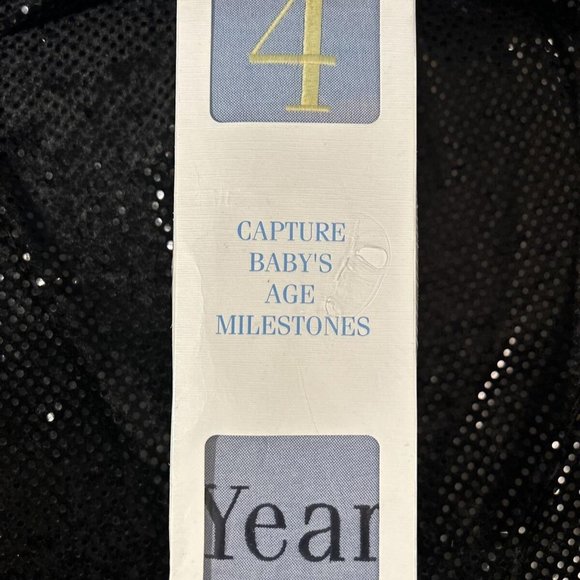 4
CAPTURE
BABY'S
AGE
MILESTONES
Year